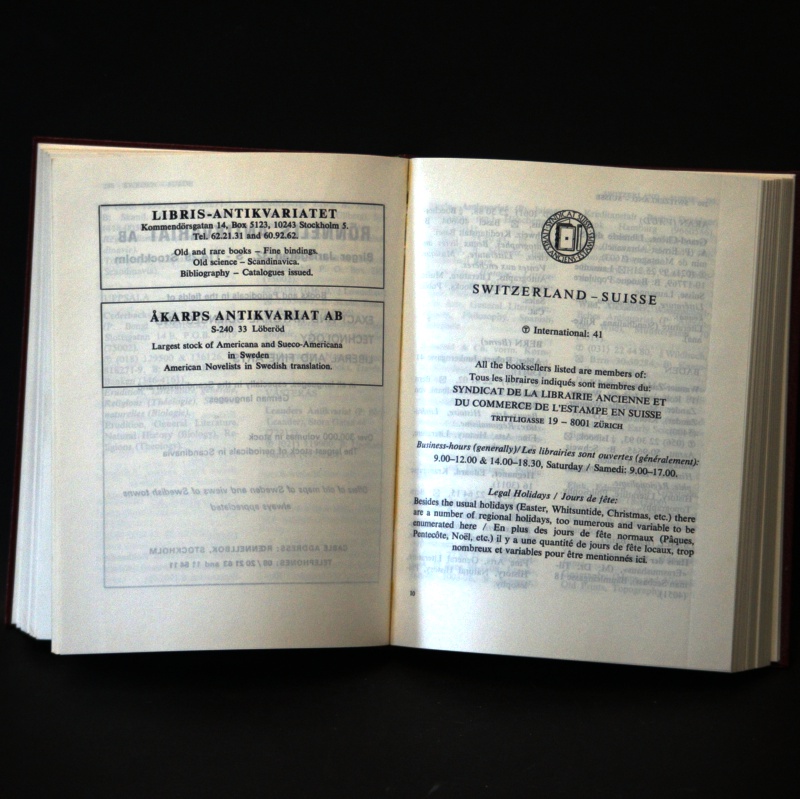 LIBRIS-ANTIKVARIATET
Kommendörsgatan 14, Box 5123, 10243 Stockholm 5.
Tel. 62.21.31 and 60.92.62.
Old and rare books – Fine bindings.
Old science – Scandinavica.
Bibliography – Catalogues issued.
ÅKARPS ANTIKVARIAT AB
S-240 33 Löberöd
Largest stock of Americana and Sueco-Americana
in Sweden
American Novelists in Swedish translation.
SWITZERLAND – SUISSE
International: 41
All the booksellers listed are members of:
Tous les libraires indiqués sont membres du:
SYNDICAT DE LA LIBRAIRIE ANCIENNE ET
DU COMMERCE DE L'ESTAMPE EN SUISSE
TRITTLIGASSE 19 – 8001 ZÜRICH
Business-hours (generally)/ Les librairies sont ouvertes (généralement):
9.00–12.00 & 14.00–18.30, Saturday / Samedi: 9.00–17.00.
Legal Holidays / Jours de fête:
Besides the usual holidays (Easter, Whitsuntide, Christmas, etc.) there
are a number of regional holidays, too numerous and variable to be
enumerated here / En plus des jours de fête normaux (Pâques,
Pentecôte, Noël, etc.) il y a une quantité de jours de fête locaux, trop
nombreux et variables pour être mentionnés ici.